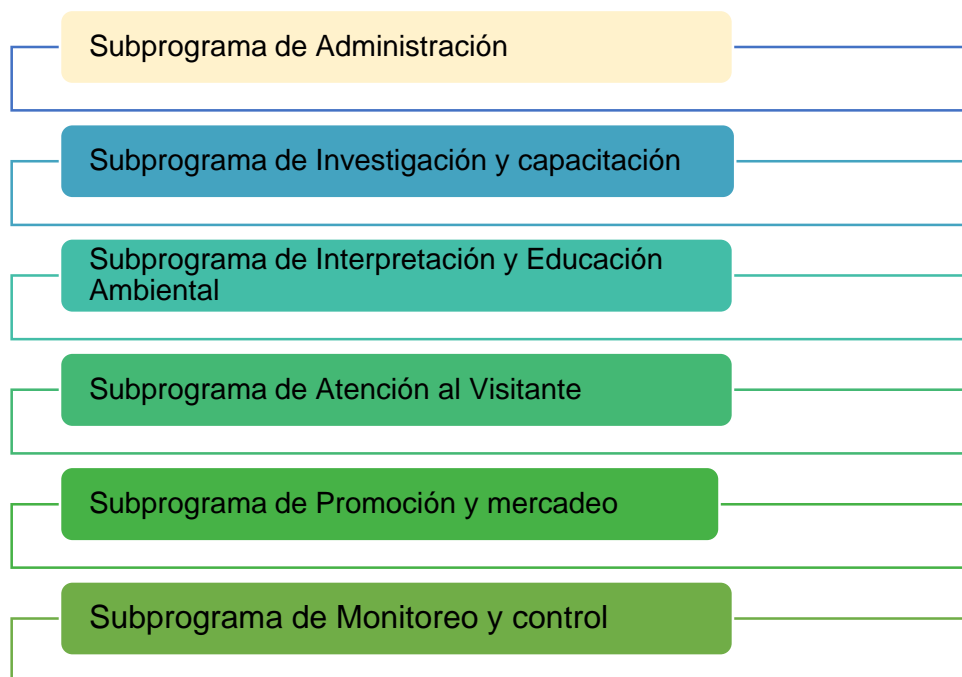 Subprograma de Administración
Subprograma de Investigación y capacitación
Subprograma de Interpretación y Educación
Ambiental
Subprograma de Atención al Visitante
Subprograma de Promoción y mercadeo
Subprograma de Monitoreo y control